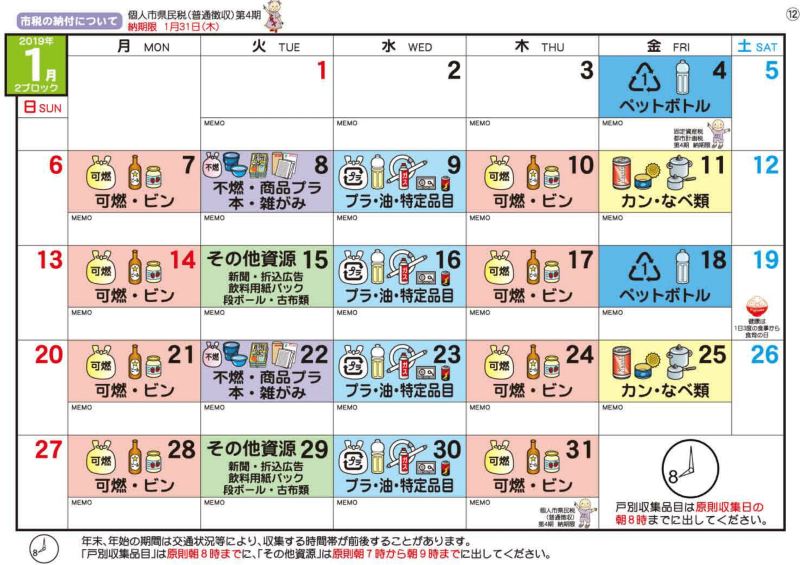 市税の納付について
個人市県民税(普通徴収)第4期
納期限 1月31日(木)
⑫
2019年
1月
2ブロック
日 SUN
月 MON
火 TUE
水 WED
木 THU
金 FRI
土 SAT
1
MEMO
2
MEMO
3
MEMO
1
4
ペットボトル
MEMO
固定資産税
都市計画税
第4期 納期限
5
6
可燃
7
可燃・ビン
MEMO
不燃
8
不燃・商品プラ
本・雑がみ
MEMO
プラ
9
プラ・油・特定品目
MEMO
可燃
10
可燃・ビン
MEMO
11
カン・なべ類
MEMO
12
13
可燃
14
可燃・ビン
MEMO
その他資源 15
新聞・折込広告
飲料用紙パック
段ボール・古布類
MEMO
プラ
16
プラ・油・特定品目
MEMO
可燃
17
可燃・ビン
MEMO
1
18
ペットボトル
MEMO
19
健康は
1日3度の食事から
食育の日
20
可燃
21
可燃・ビン
MEMO
不燃
22
不燃・商品プラ
本・雑がみ
MEMO
プラ
23
プラ・油・特定品目
MEMO
可燃
24
可燃・ビン
MEMO
25
カン・なべ類
MEMO
26
27
可燃
28
可燃・ビン
MEMO
その他資源 29
新聞・折込広告
飲料用紙パック
段ボール・古布類
MEMO
プラ
30
プラ・油・特定品目
MEMO
可燃
31
可燃・ビン
MEMO
個人市県民税
(普通徴収)
第4期 納期限
8
戸別収集品目は原則収集日の
朝8時までに出してください。
8
年末、年始の期間は交通状況等により、収集する時間帯が前後することがあります。
「戸別収集品目」は原則朝8時までに、「その他資源」は原則朝7時から朝9時までに出してください。